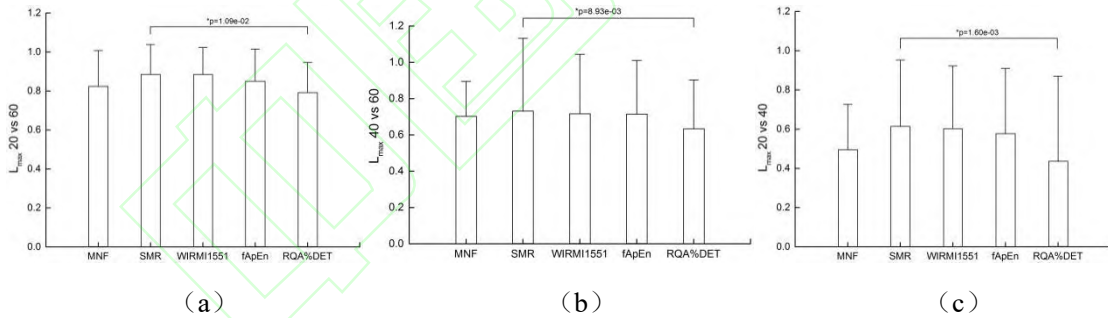 *p=1.09e-02
1.2
1.0
0.8
0.6
0.4
0.2
0.0
L_max 20 vs 60
MNF SMR WIRMI1551 fApEn RQA%DET
(a)
*p=8.93e-03
1.2
1.0
0.8
0.6
0.4
0.2
0.0
L_max 40 vs 60
MNF SMR WIRMI1551 fApEn RQA%DET
(b)
*p=1.60e-03
1.2
1.0
0.8
0.6
0.4
0.2
0.0
L_max 20 vs 40
MNF SMR WIRMI1551 fApEn RQA%DET
(c)